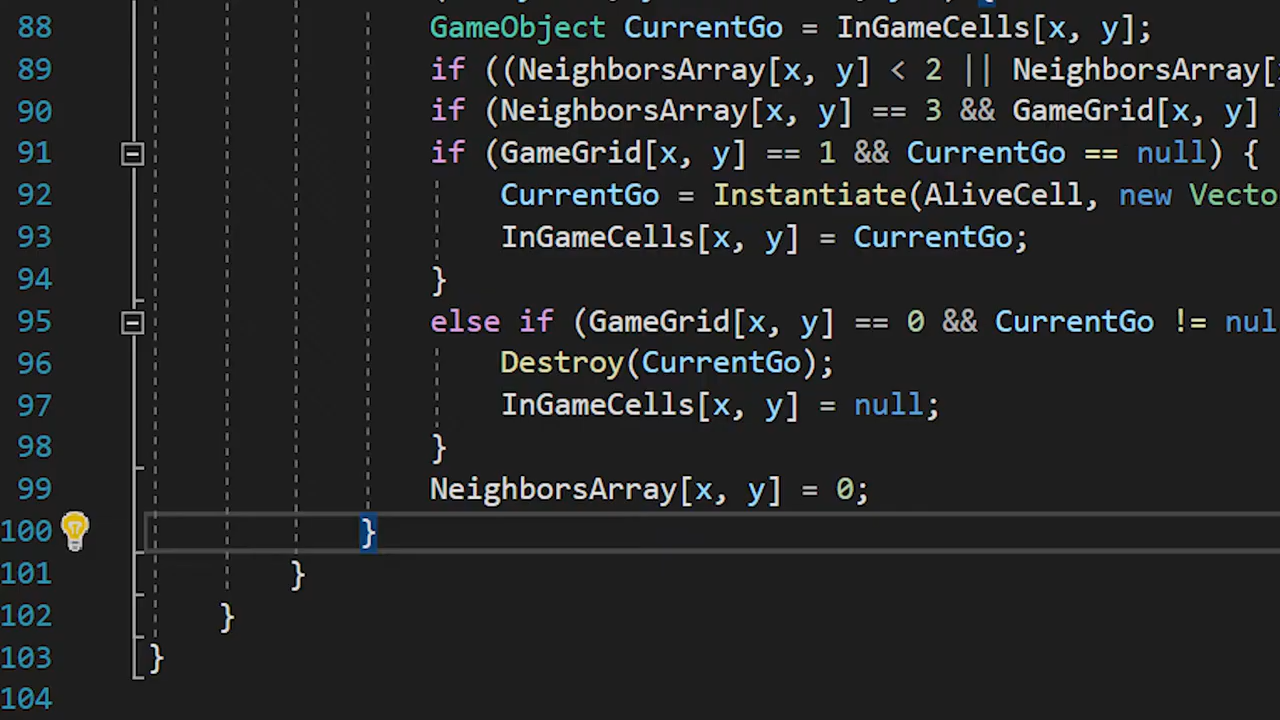 88 GameObject CurrentGo = InGameCells[x, y];
89 if ((NeighborsArray[x, y] < 2 || NeighborsArray[
90 if (NeighborsArray[x, y] == 3 && GameGrid[x, y]
91 if (GameGrid[x, y] == 1 && CurrentGo == null) {
92 CurrentGo = Instantiate(AliveCell, new Vecto
93 InGameCells[x, y] = CurrentGo;
94 }
95 else if (GameGrid[x, y] == 0 && CurrentGo != nul
96 Destroy(CurrentGo);
97 InGameCells[x, y] = null;
98 }
99 NeighborsArray[x, y] = 0;
100 }
101 }
102 }
103 }
104